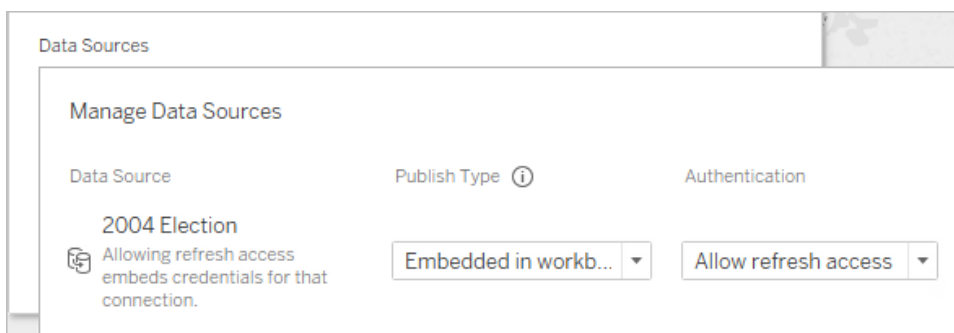 Data Sources
Manage Data Sources
Data Source Publish Type Authentication
2004 Election
Allowing refresh access
embeds credentials for that
connection.
Embedded in workb... Allow refresh access